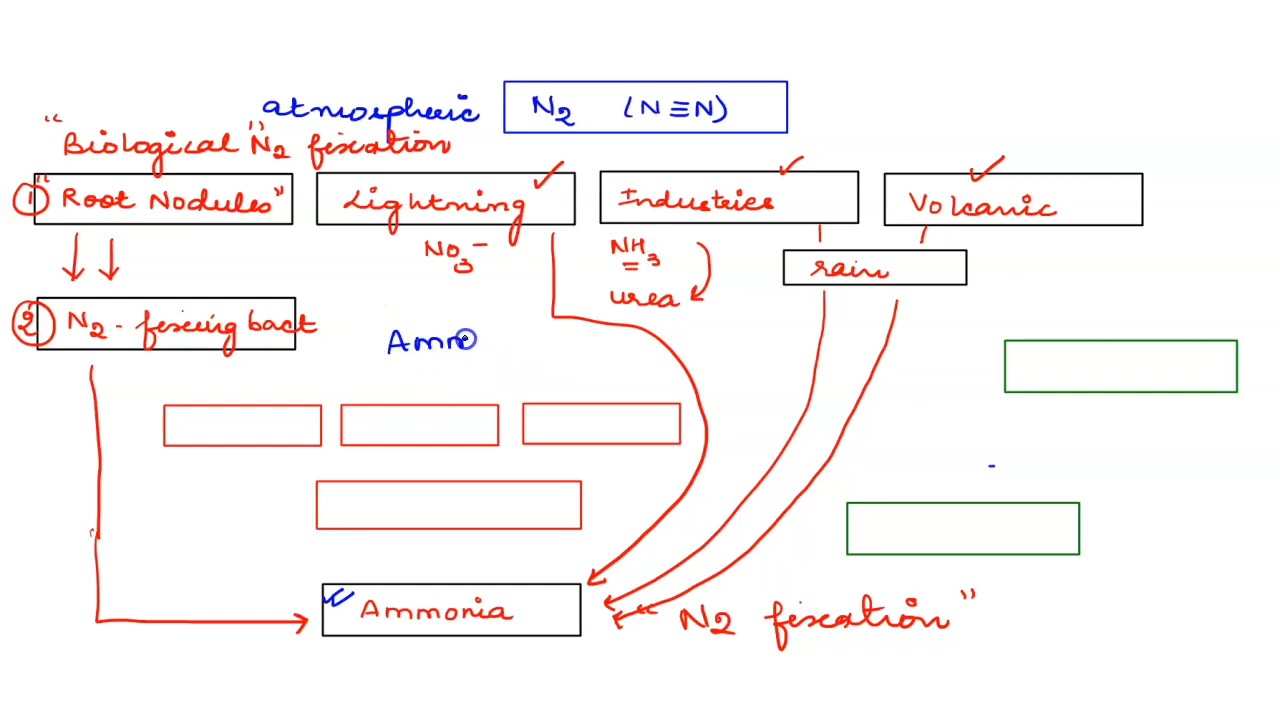 atmospheric N2 (N≡N)
"Biological" N2 fixation
1 "Root Nodules" Lightning Industries Volcanic
NO3- NH3 rain
urea
2 N2-fixing bact
Amm
Ammonia "N2 fixation"